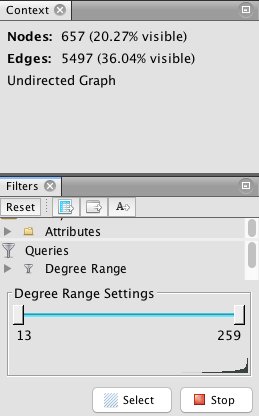 Context
Nodes: 657 (20.27% visible)
Edges: 5497 (36.04% visible)
Undirected Graph
Filters
Reset
Attributes
Queries
Degree Range
Degree Range Settings
13 259
Select Stop